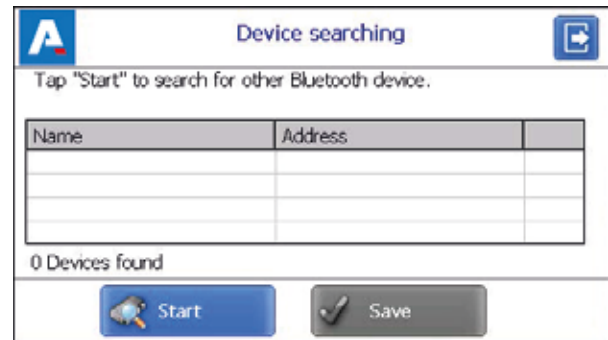 A
Device searching
Tap "Start" to search for other Bluetooth device.
Name Address
0 Devices found
Start Save